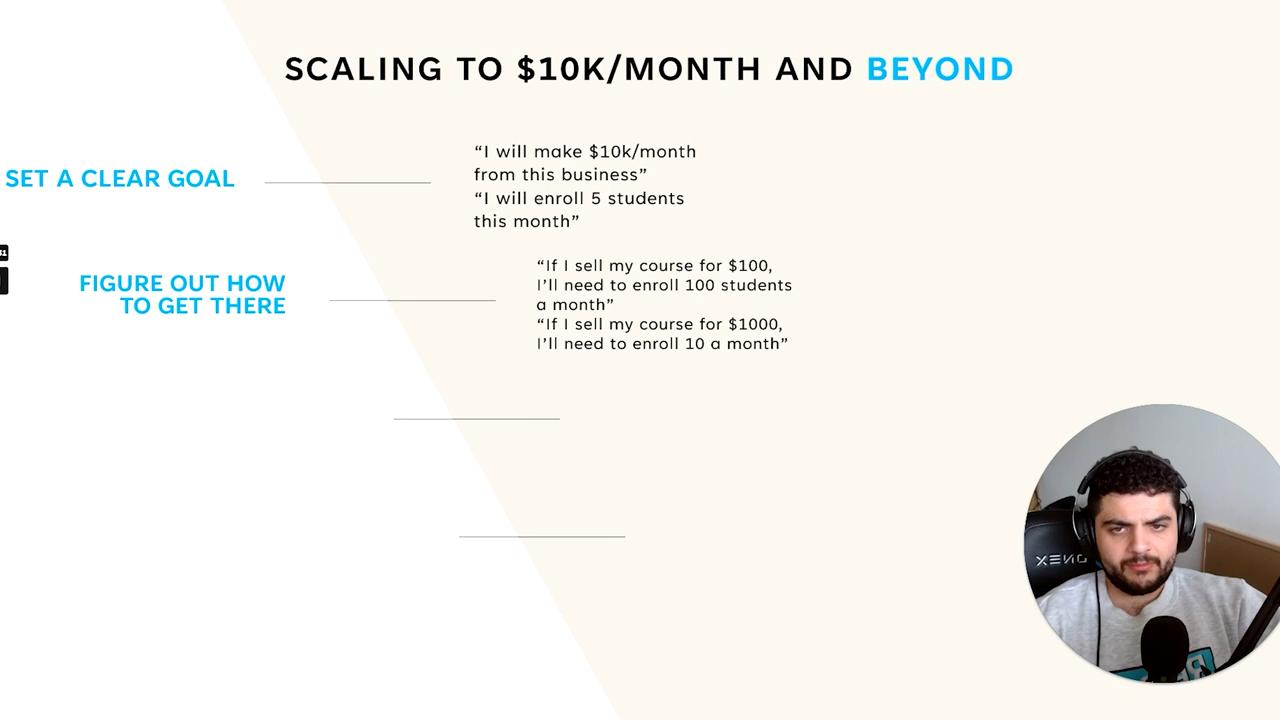 SCALING TO $10K/MONTH AND BEYOND
SET A CLEAR GOAL
“I will make $10k/month
from this business”
“I will enroll 5 students
this month”
FIGURE OUT HOW
TO GET THERE
“If I sell my course for $100,
I’ll need to enroll 100 students
a month”
“If I sell my course for $1000,
I’ll need to enroll 10 a month”
XENO